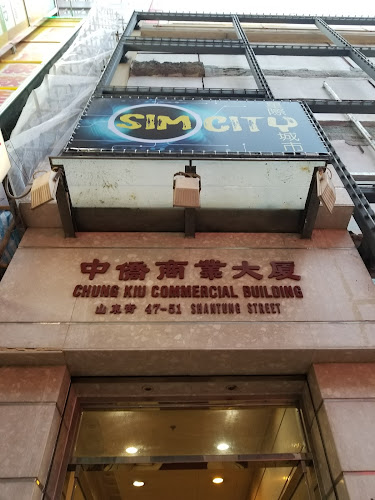 SIM CITY
城市
中僑商業大厦
CHUNG KIU COMMERCIAL BUILDING
山東街 47-51 SHANTUNG STREET